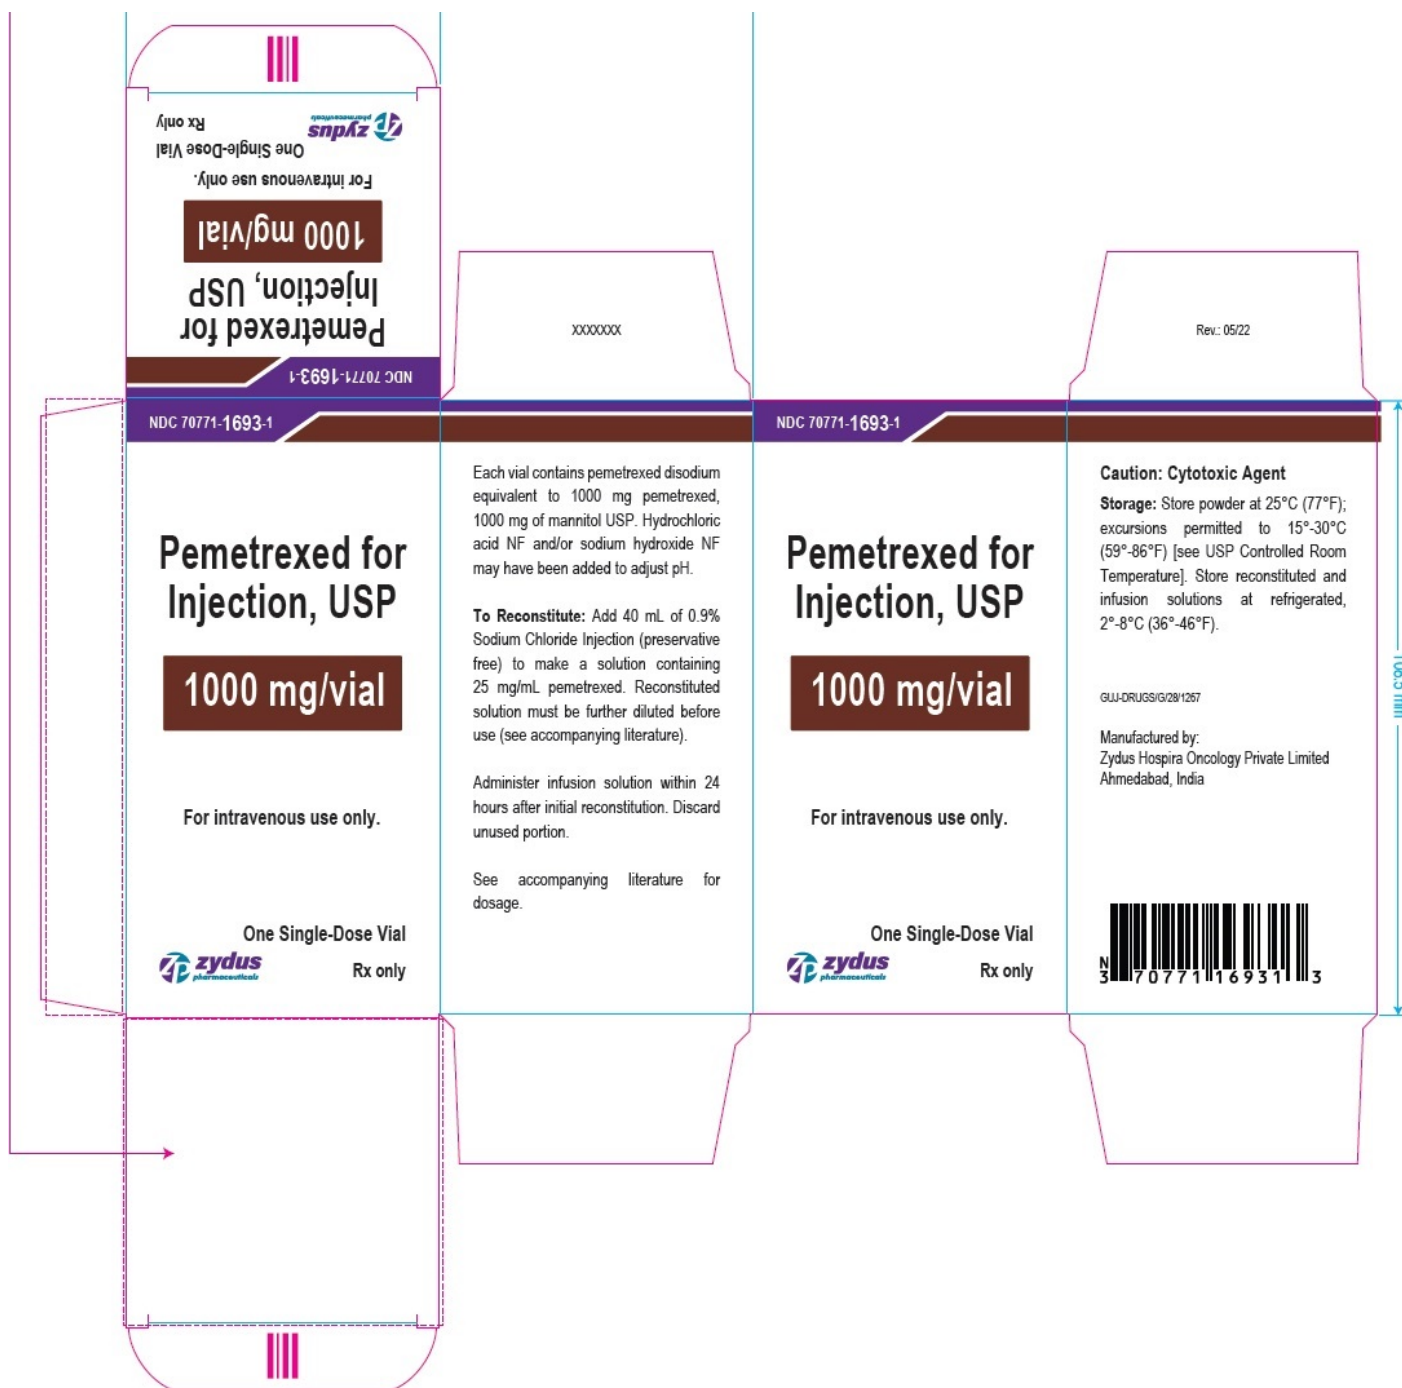 zydus
pharmaceuticals
Rx only
One Single-Dose Vial
For intravenous use only.
1000 mg/vial
Pemetrexed for
Injection, USP
NDC 70771-1693-1
XXXXXXX
Rev.: 05/22
NDC 70771-1693-1
Pemetrexed for
Injection, USP
1000 mg/vial
For intravenous use only.
One Single-Dose Vial
zydus
pharmaceuticals
Rx only
Each vial contains pemetrexed disodium
equivalent to 1000 mg pemetrexed,
1000 mg of mannitol USP. Hydrochloric
acid NF and/or sodium hydroxide NF
may have been added to adjust pH.
To Reconstitute: Add 40 mL of 0.9%
Sodium Chloride Injection (preservative
free) to make a solution containing
25 mg/mL pemetrexed. Reconstituted
solution must be further diluted before
use (see accompanying literature).
Administer infusion solution within 24
hours after initial reconstitution. Discard
unused portion.
See accompanying literature for
dosage.
NDC 70771-1693-1
Pemetrexed for
Injection, USP
1000 mg/vial
For intravenous use only.
One Single-Dose Vial
zydus
pharmaceuticals
Rx only
Caution: Cytotoxic Agent
Storage: Store powder at 25°C (77°F);
excursions permitted to 15°-30°C
(59°-86°F) [see USP Controlled Room
Temperature]. Store reconstituted and
infusion solutions at refrigerated,
2°-8°C (36°-46°F).
GUJ-DRUGS/G/28/1267
Manufactured by:
Zydus Hospira Oncology Private Limited
Ahmedabad, India
N
3 70771 16931 3